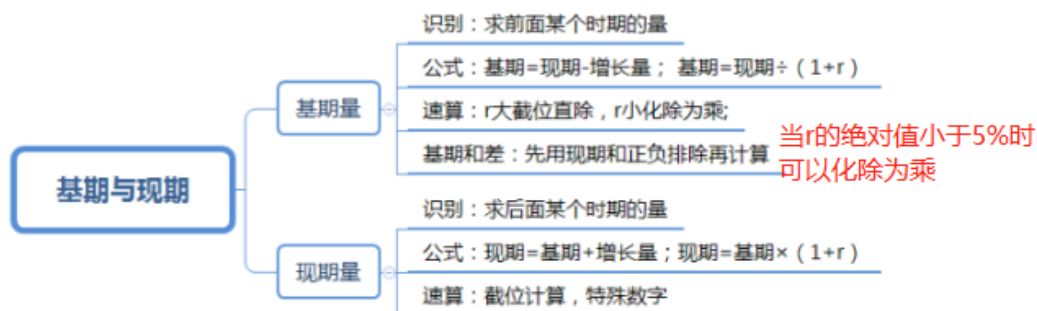 识别：求前面某个时期的量
公式：基期=现期-增长量； 基期=现期÷（1+r）
基期量
速算：r大截位直除，r小化除为乘;
当r的绝对值小于5%时
可以化除为乘
基期和差：先用现期和正负排除再计算
基期与现期
识别：求后面某个时期的量
公式：现期=基期+增长量；现期=基期×（1+r）
现期量
速算：截位计算，特殊数字